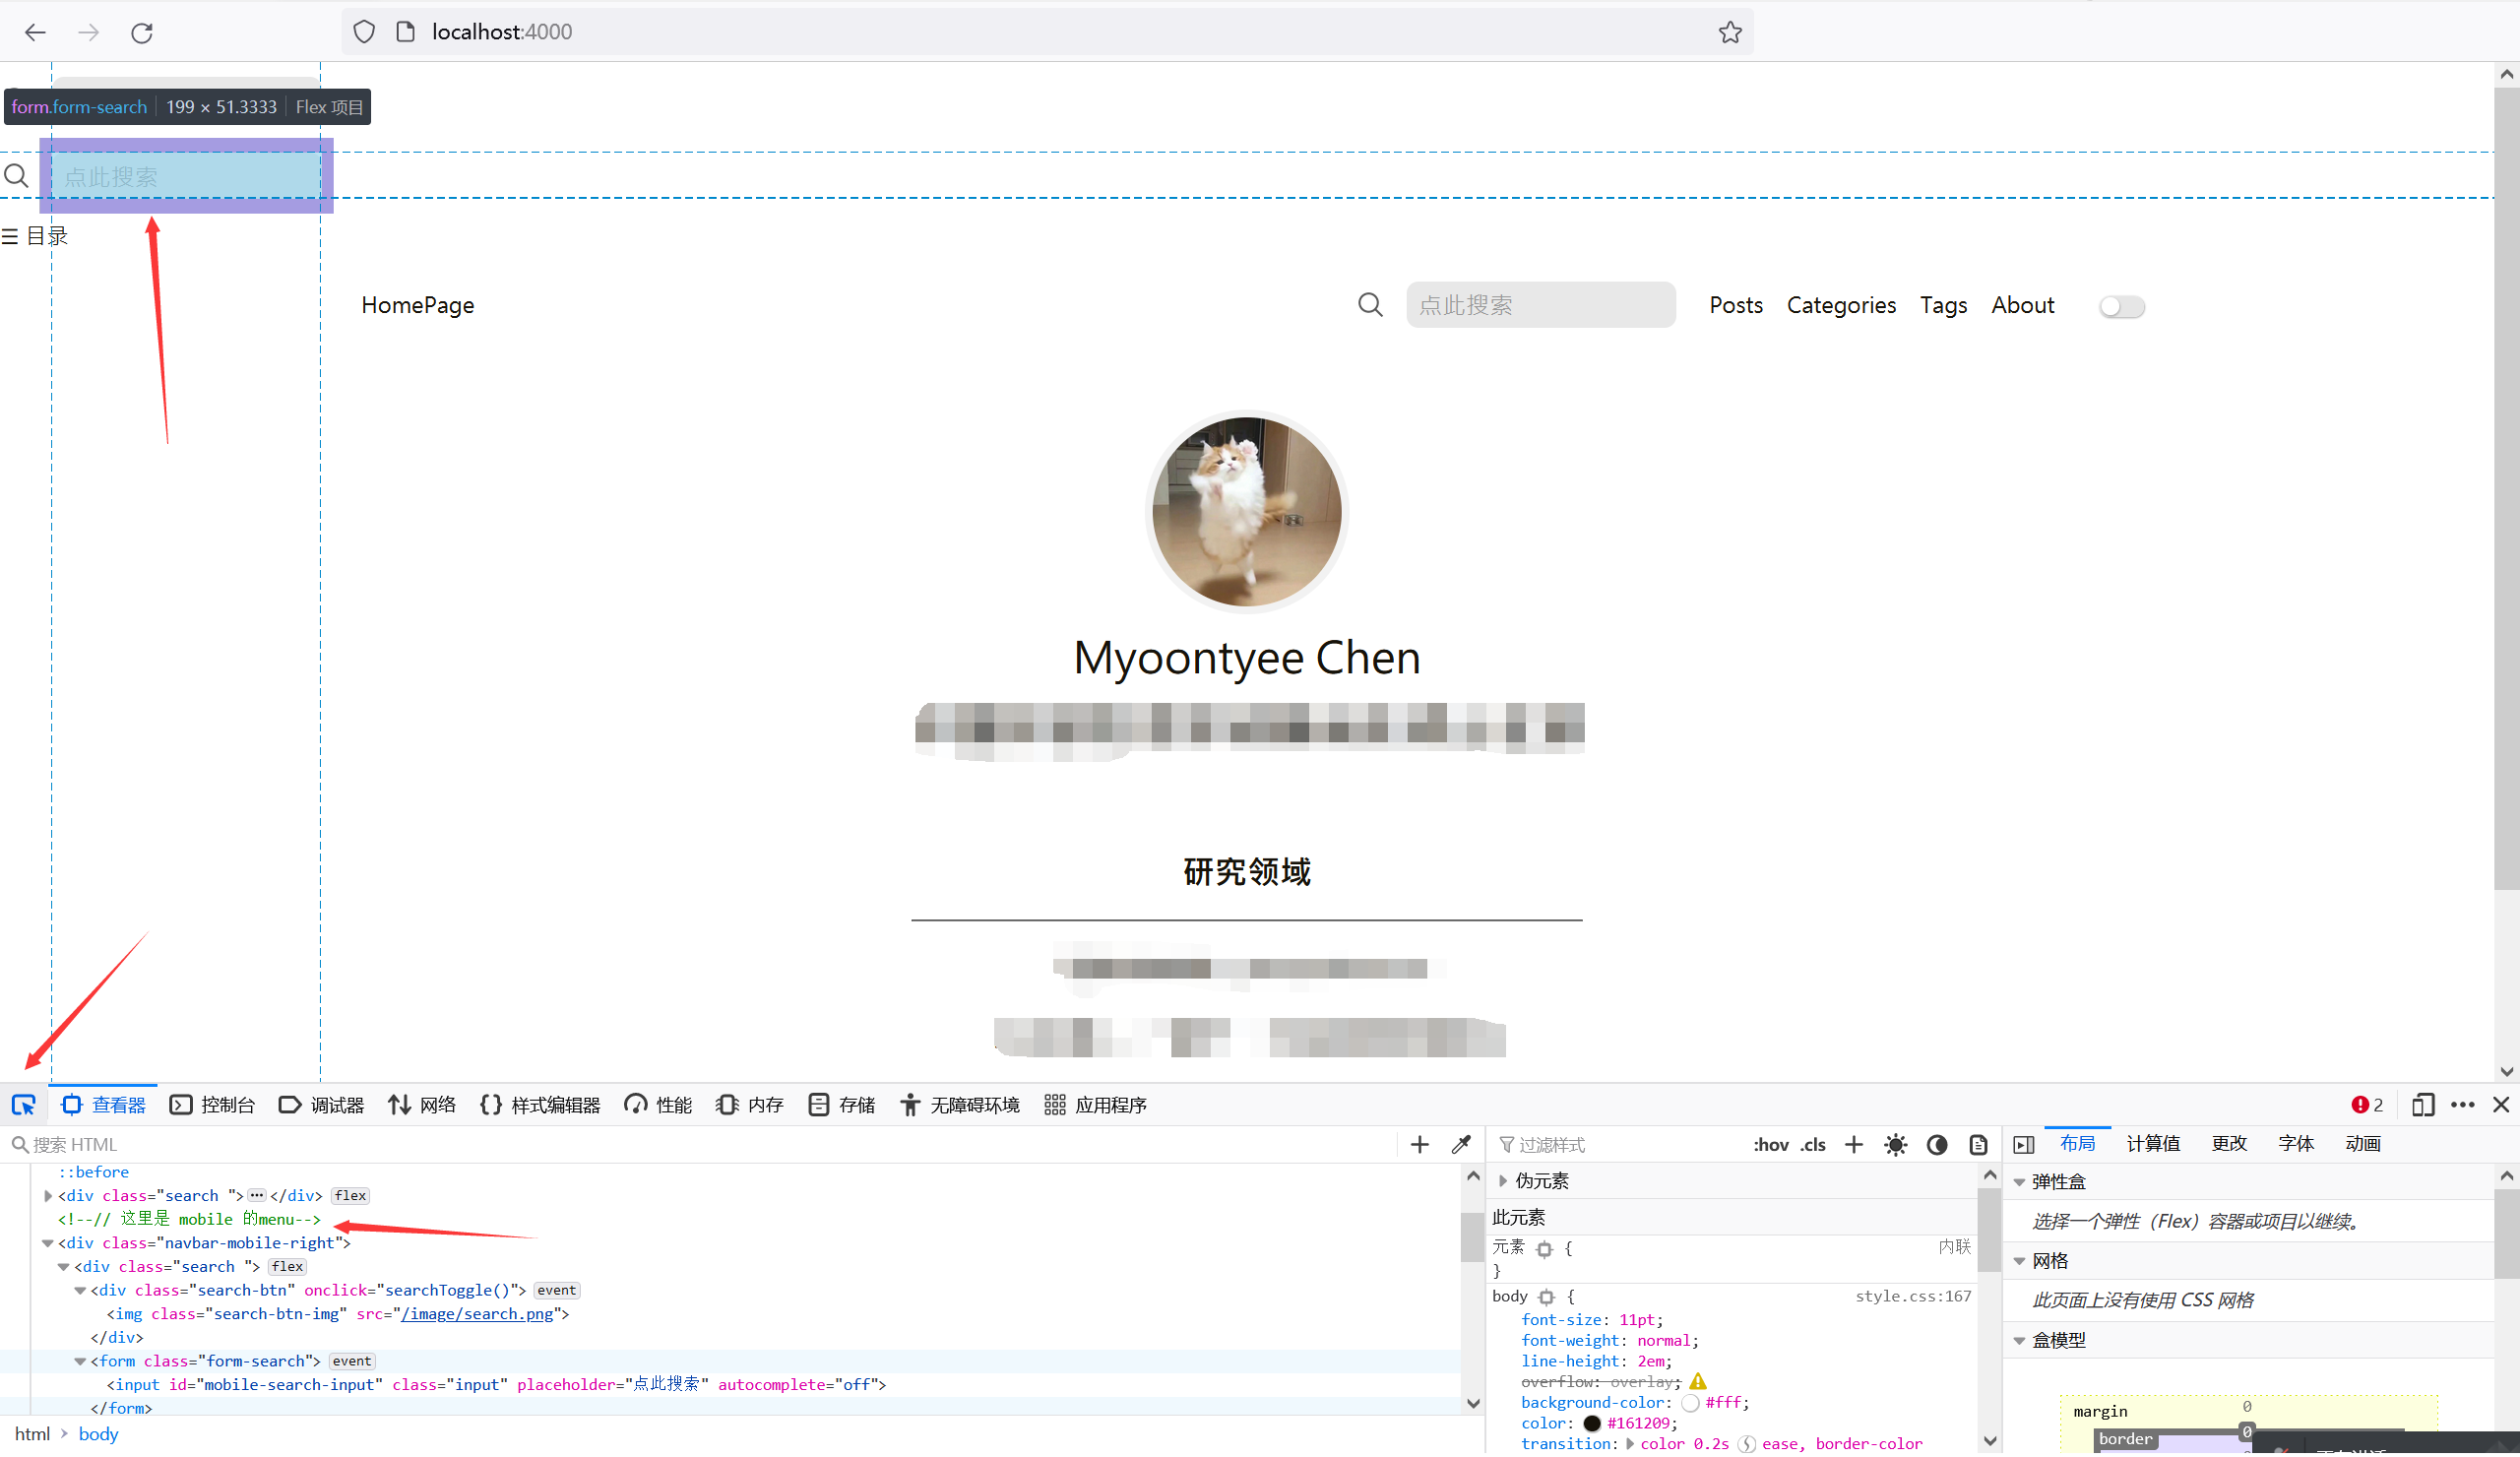 localhost:4000
form.form-search 199 × 51.3333 Flex 项目
点此搜索
☰ 目录
HomePage 点此搜索 Posts Categories Tags About
Myoontyee Chen
研究领域
查看器 控制台 调试器 网络 样式编辑器 性能 内存 存储 无障碍环境 应用程序 2
搜索 HTML
::before
<div class="search ">•••</div> flex
<!--// 这里是 mobile 的menu-->
<div class="navbar-mobile-right">
<div class="search "> flex
<div class="search-btn" onclick="searchToggle()"> event
<img class="search-btn-img" src="/image/search.png">
</div>
<form class="form-search"> event
<input id="mobile-search-input" class="input" placeholder="点此搜索" autocomplete="off">
</form>
html > body
过滤样式 :hov .cls
伪元素
此元素
元素 { 内联
}
body { style.css:167
font-size: 11pt;
font-weight: normal;
line-height: 2em;
overflow: overlay;
background-color: #fff;
color: #161209;
transition: color 0.2s ease, border-color
布局 计算值 更改 字体 动画
弹性盒
选择一个弹性（Flex）容器或项目以继续。
网格
此页面上没有使用 CSS 网格
盒模型
margin 0
border 0